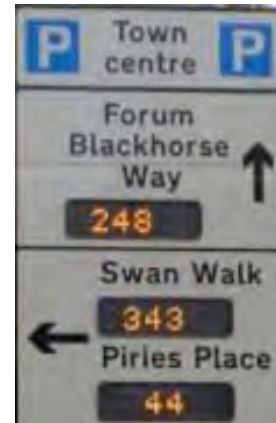 P Town P
centre
Forum
Blackhorse
Way
248
Swan Walk
343
Piries Place
44